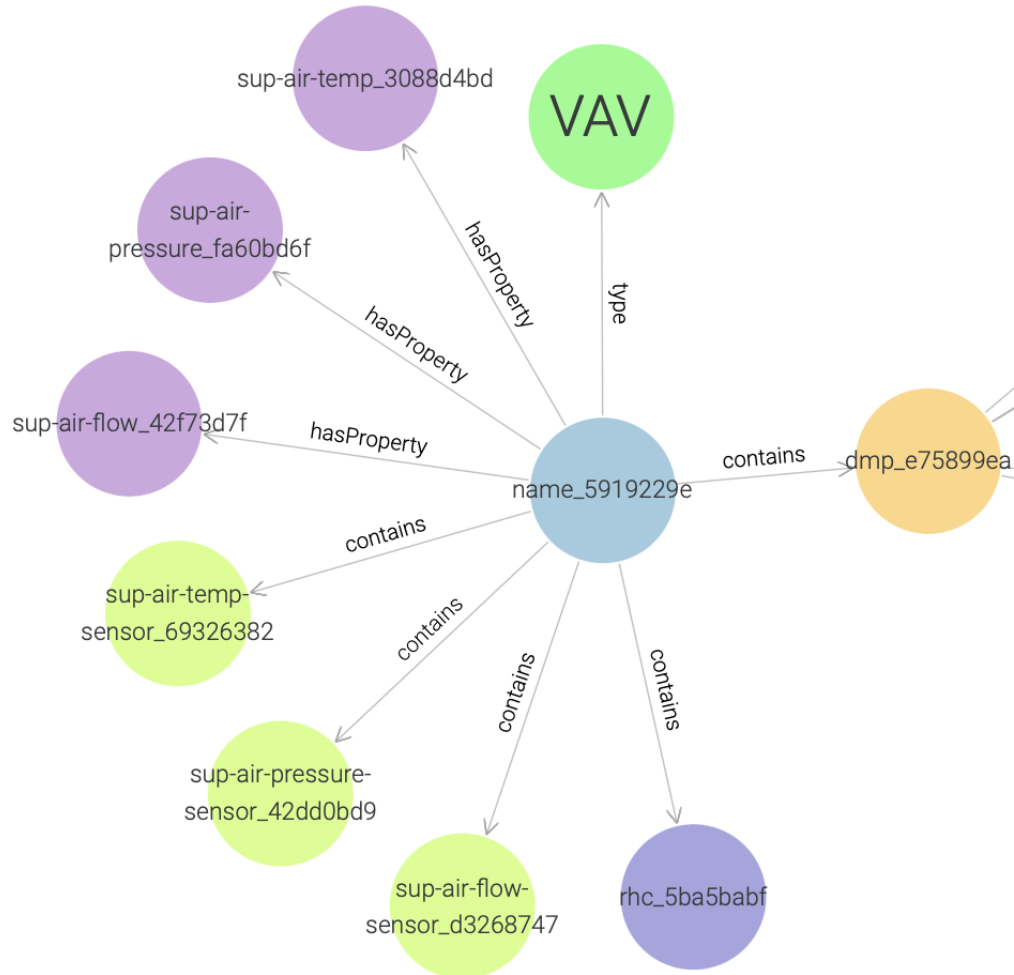 sup-air-temp_3088d4bd
VAV
sup-air-
pressure_fa60bd6f
hasProperty
hasProperty
type
sup-air-flow_42f73d7f
hasProperty
contains
dmp_e75899ea
name_5919229e
contains
sup-air-temp-
sensor_69326382
contains
contains
contains
sup-air-pressure-
sensor_42dd0bd9
sup-air-flow-
sensor_d3268747
rhc_5ba5babf